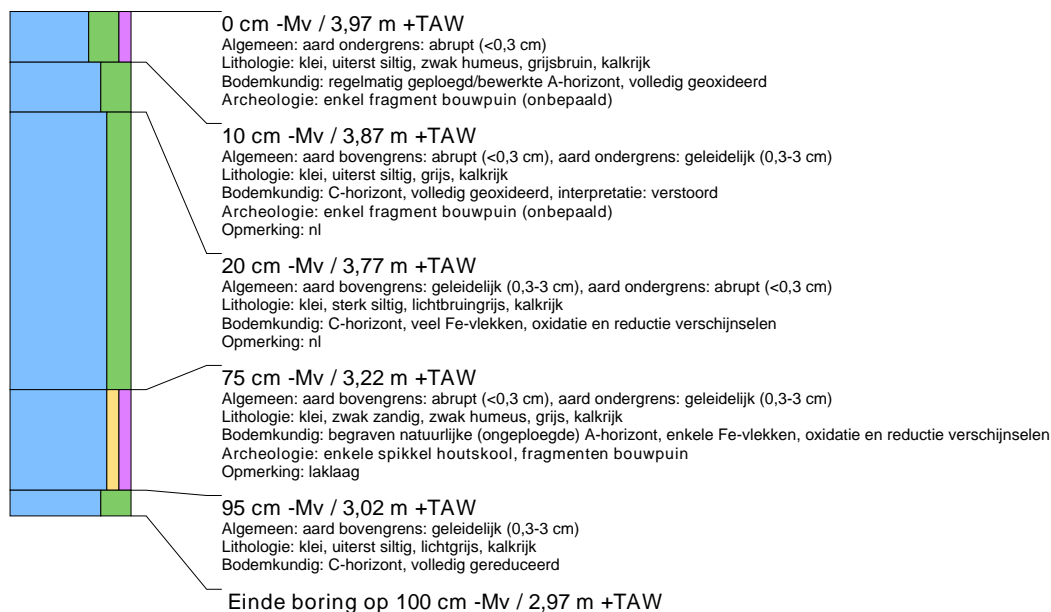 0 cm -Mv / 3,97 m +TAW
Algemeen: aard ondergrens: abrupt (<0,3 cm)
Lithologie: klei, uiterst siltig, zwak humeus, grijsbruin, kalkrijk
Bodemkundig: regelmatig geploegd/bewerkte A-horizont, volledig geoxideerd
Archeologie: enkel fragment bouwpuin (onbepaald)
10 cm -Mv / 3,87 m +TAW
Algemeen: aard bovengrens: abrupt (<0,3 cm), aard ondergrens: geleidelijk (0,3-3 cm)
Lithologie: klei, uiterst siltig, grijs, kalkrijk
Bodemkundig: C-horizont, volledig geoxideerd, interpretatie: verstoord
Archeologie: enkel fragment bouwpuin (onbepaald)
Opmerking: nl
20 cm -Mv / 3,77 m +TAW
Algemeen: aard bovengrens: geleidelijk (0,3-3 cm), aard ondergrens: abrupt (<0,3 cm)
Lithologie: klei, sterk siltig, lichtbruingrijs, kalkrijk
Bodemkundig: C-horizont, veel Fe-vlekken, oxidatie en reductie verschijnselen
Opmerking: nl
75 cm -Mv / 3,22 m +TAW
Algemeen: aard bovengrens: abrupt (<0,3 cm), aard ondergrens: geleidelijk (0,3-3 cm)
Lithologie: klei, zwak zandig, zwak humeus, grijs, kalkrijk
Bodemkundig: begraven natuurlijke (ongeploegde) A-horizont, enkele Fe-vlekken, oxidatie en reductie verschijnselen
Archeologie: enkele spikkel houtskool, fragmenten bouwpuin
Opmerking: laklaag
95 cm -Mv / 3,02 m +TAW
Algemeen: aard bovengrens: geleidelijk (0,3-3 cm)
Lithologie: klei, uiterst siltig, lichtgrijs, kalkrijk
Bodemkundig: C-horizont, volledig gereduceerd
Einde boring op 100 cm -Mv / 2,97 m +TAW